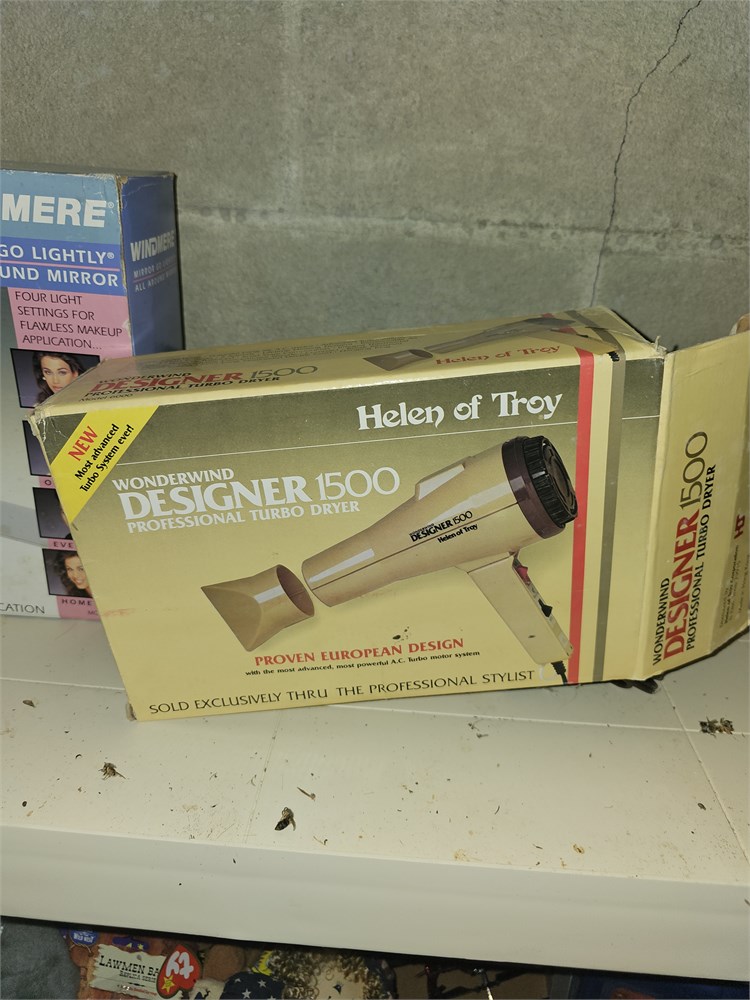 MERE
GO LIGHTLY®
UND MIRROR
FOUR LIGHT
SETTINGS FOR
FLAWLESS MAKEUP
APPLICATION...
EVE
HOME
CATION
WINDMERE
DESIGNER 1500
PROFESSIONAL TURBO DRYER
Helen of Troy
NEW
Most advanced
Turbo System ever!
Helen of Troy
WONDERWIND
DESIGNER 1500
PROFESSIONAL TURBO DRYER
DESIGNER 1500
Helen of Troy
PROVEN EUROPEAN DESIGN
with the most advanced, most powerful A.C. Turbo motor system
SOLD EXCLUSIVELY THRU THE PROFESSIONAL STYLIST
WONDERWIND
DESIGNER 1500
PROFESSIONAL TURBO DRYER
LAWMEN BA